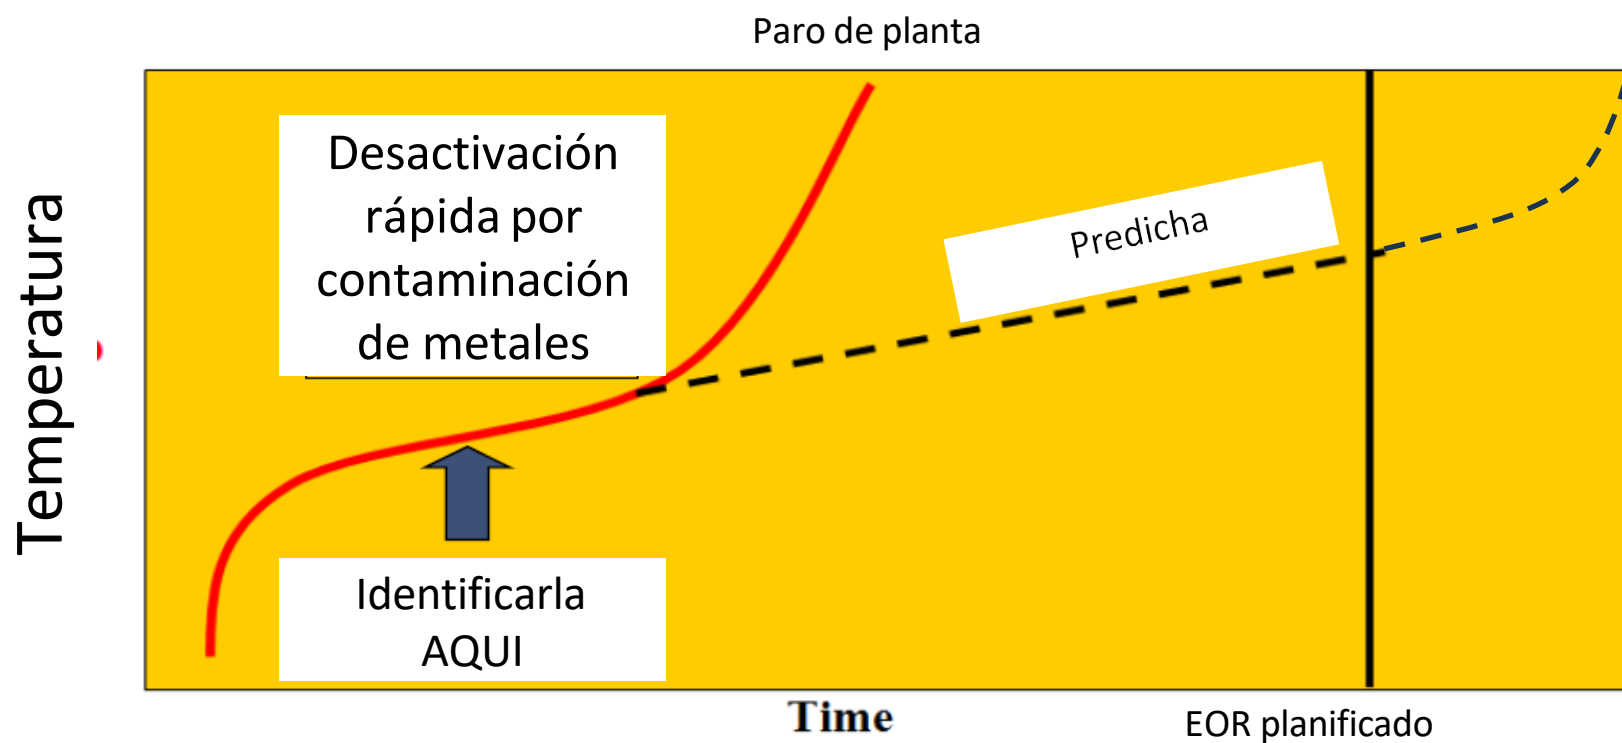 Paro de planta
Desactivación
rápida por
contaminación
de metales
Predicha
Temperatura
Identificarla
AQUI
Time
EOR planificado